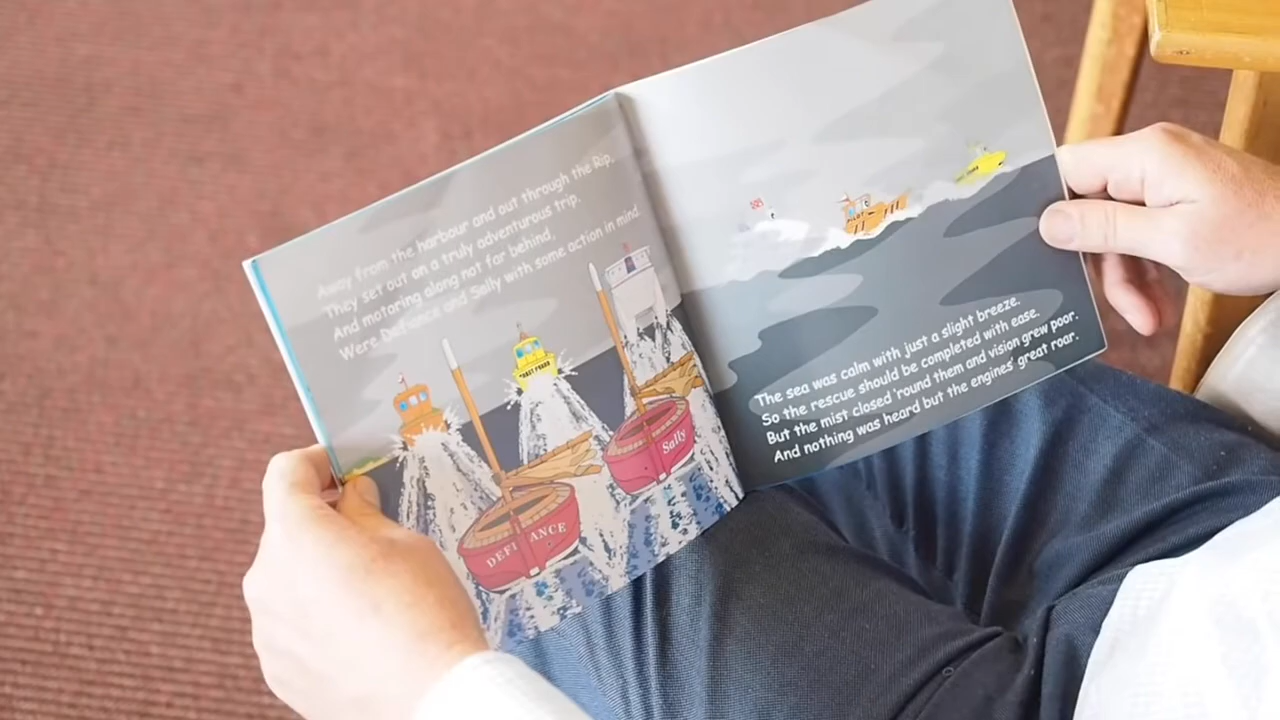 Away from the harbour and out through the Rip,
They set out on a truly adventurous trip.
And motoring along not far behind,
Were Defiance and Sally with some action in mind.
COAST GUARD
DEFIANCE
Sally
PILOT
The sea was calm with just a slight breeze.
So the rescue should be completed with ease.
But the mist closed 'round them and vision grew poor.
And nothing was heard but the engines' great roar.